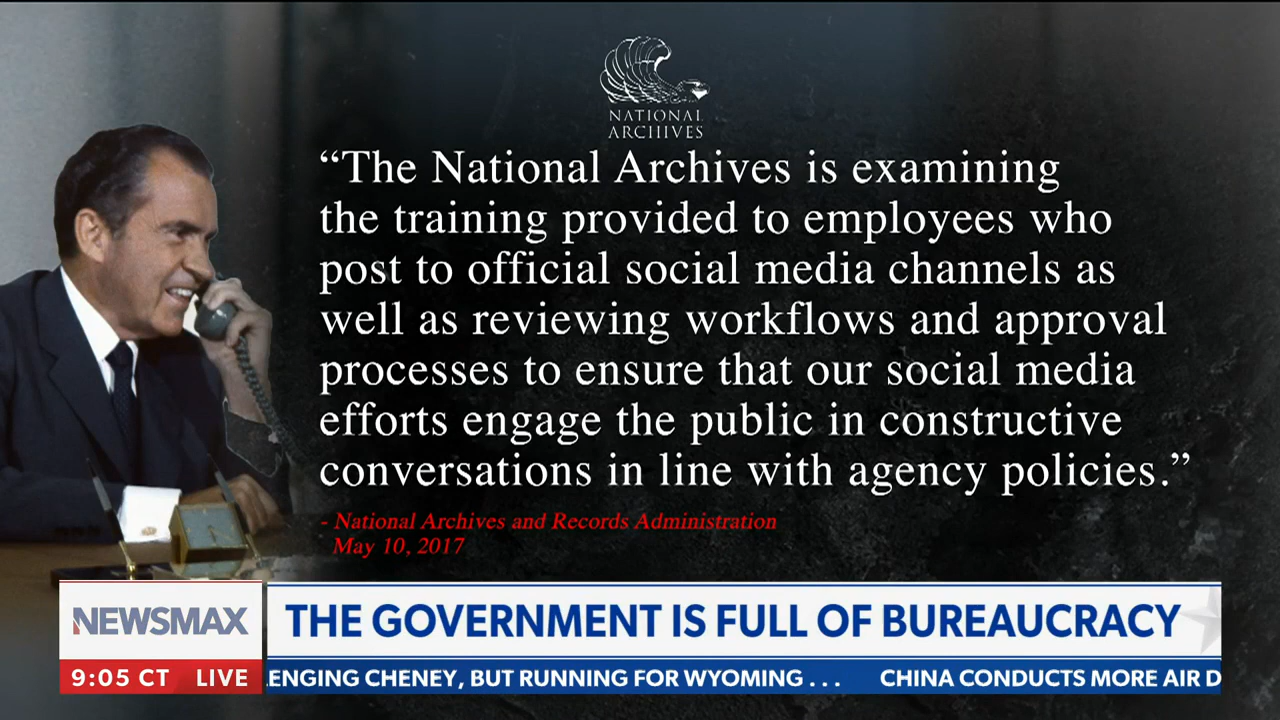 NATIONAL
ARCHIVES
“The National Archives is examining
the training provided to employees who
post to official social media channels as
well as reviewing workflows and approval
processes to ensure that our social media
efforts engage the public in constructive
conversations in line with agency policies.”
- National Archives and Records Administration
May 10, 2017
NEWSMAX
THE GOVERNMENT IS FULL OF BUREAUCRACY
9:05 CT LIVE
LENGING CHENEY, BUT RUNNING FOR WYOMING . . . CHINA CONDUCTS MORE AIR D